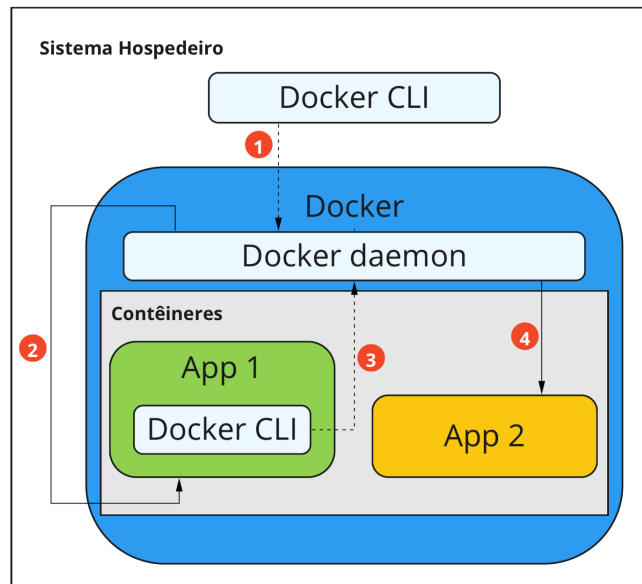 Sistema Hospedeiro
Docker CLI
1
Docker
Docker daemon
Contêineres
2
3
4
App 1
Docker CLI
App 2